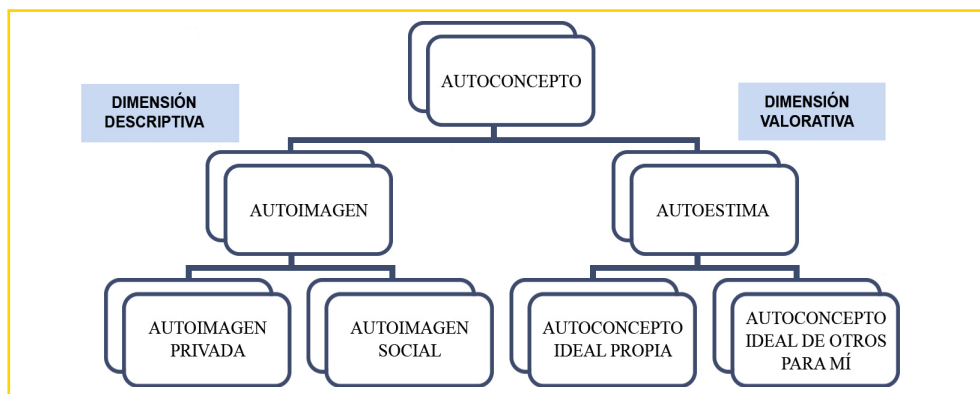 AUTOCONCEPTO
DIMENSIÓN
DESCRIPTIVA
DIMENSIÓN
VALORATIVA
AUTOIMAGEN
AUTOESTIMA
AUTOIMAGEN
PRIVADA
AUTOIMAGEN
SOCIAL
AUTOCONCEPTO
IDEAL PROPIA
AUTOCONCEPTO
IDEAL DE OTROS
PARA MÍ